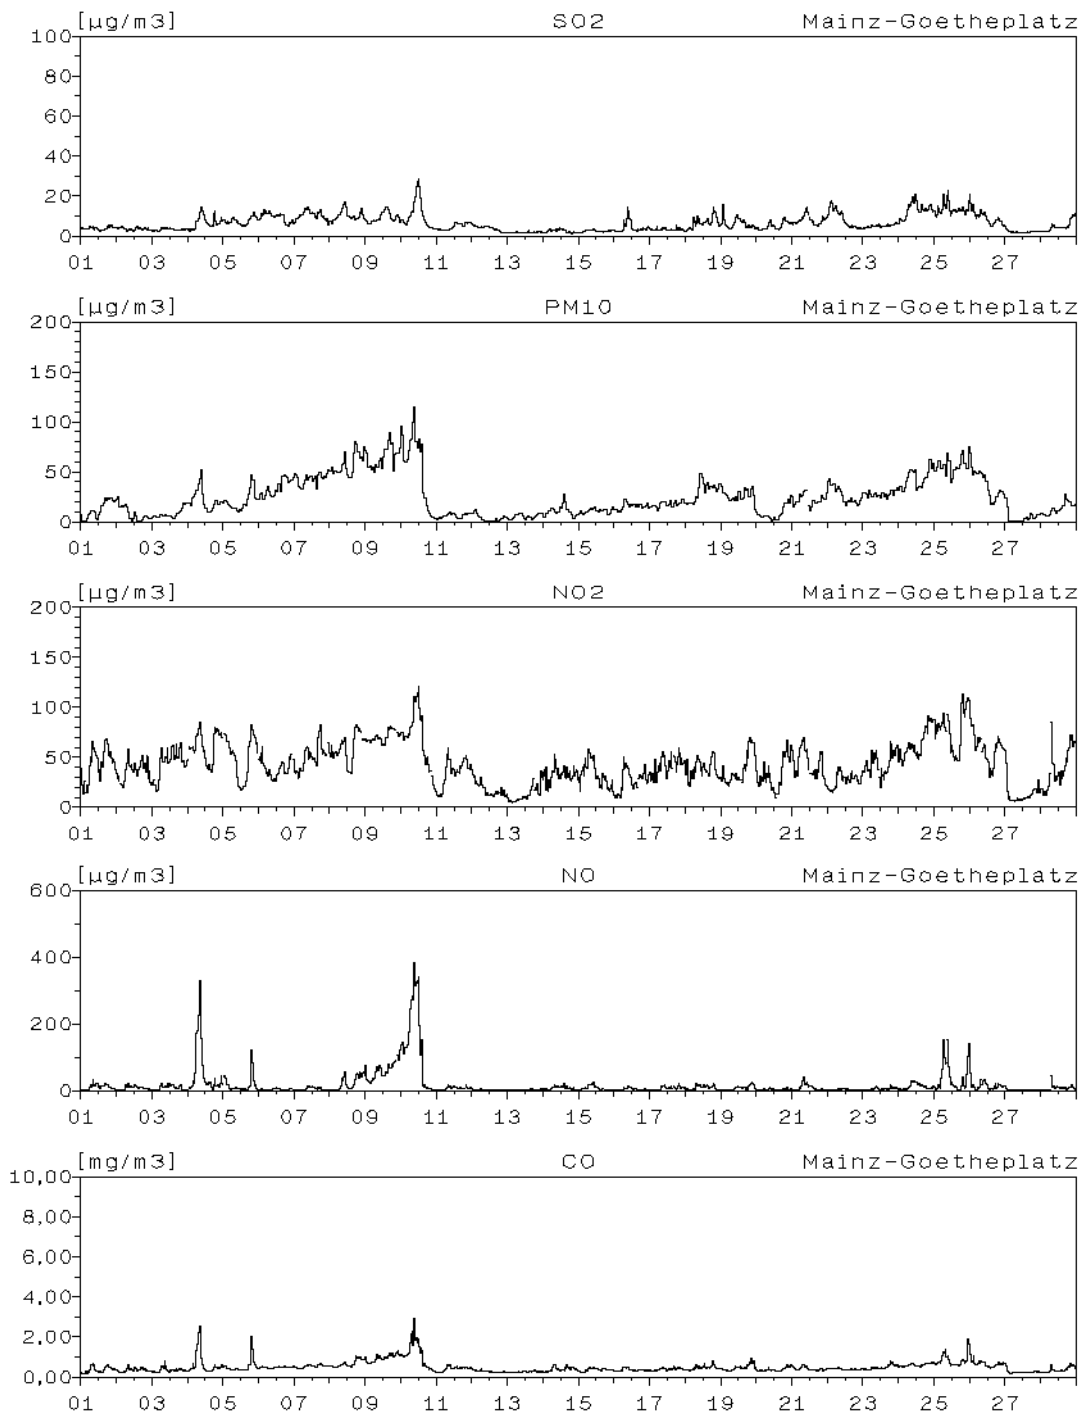 [µg/m3] SO2 Mainz-Goetheplatz
100
80
60
40
20
0
01 03 05 07 09 11 13 15 17 19 21 23 25 27
[µg/m3] PM10 Mainz-Goetheplatz
200
150
100
50
0
01 03 05 07 09 11 13 15 17 19 21 23 25 27
[µg/m3] NO2 Mainz-Goetheplatz
200
150
100
50
0
01 03 05 07 09 11 13 15 17 19 21 23 25 27
[µg/m3] NO Mainz-Goetheplatz
600
400
200
0
01 03 05 07 09 11 13 15 17 19 21 23 25 27
[mg/m3] CO Mainz-Goetheplatz
10,00
8,00
6,00
4,00
2,00
0,00
01 03 05 07 09 11 13 15 17 19 21 23 25 27